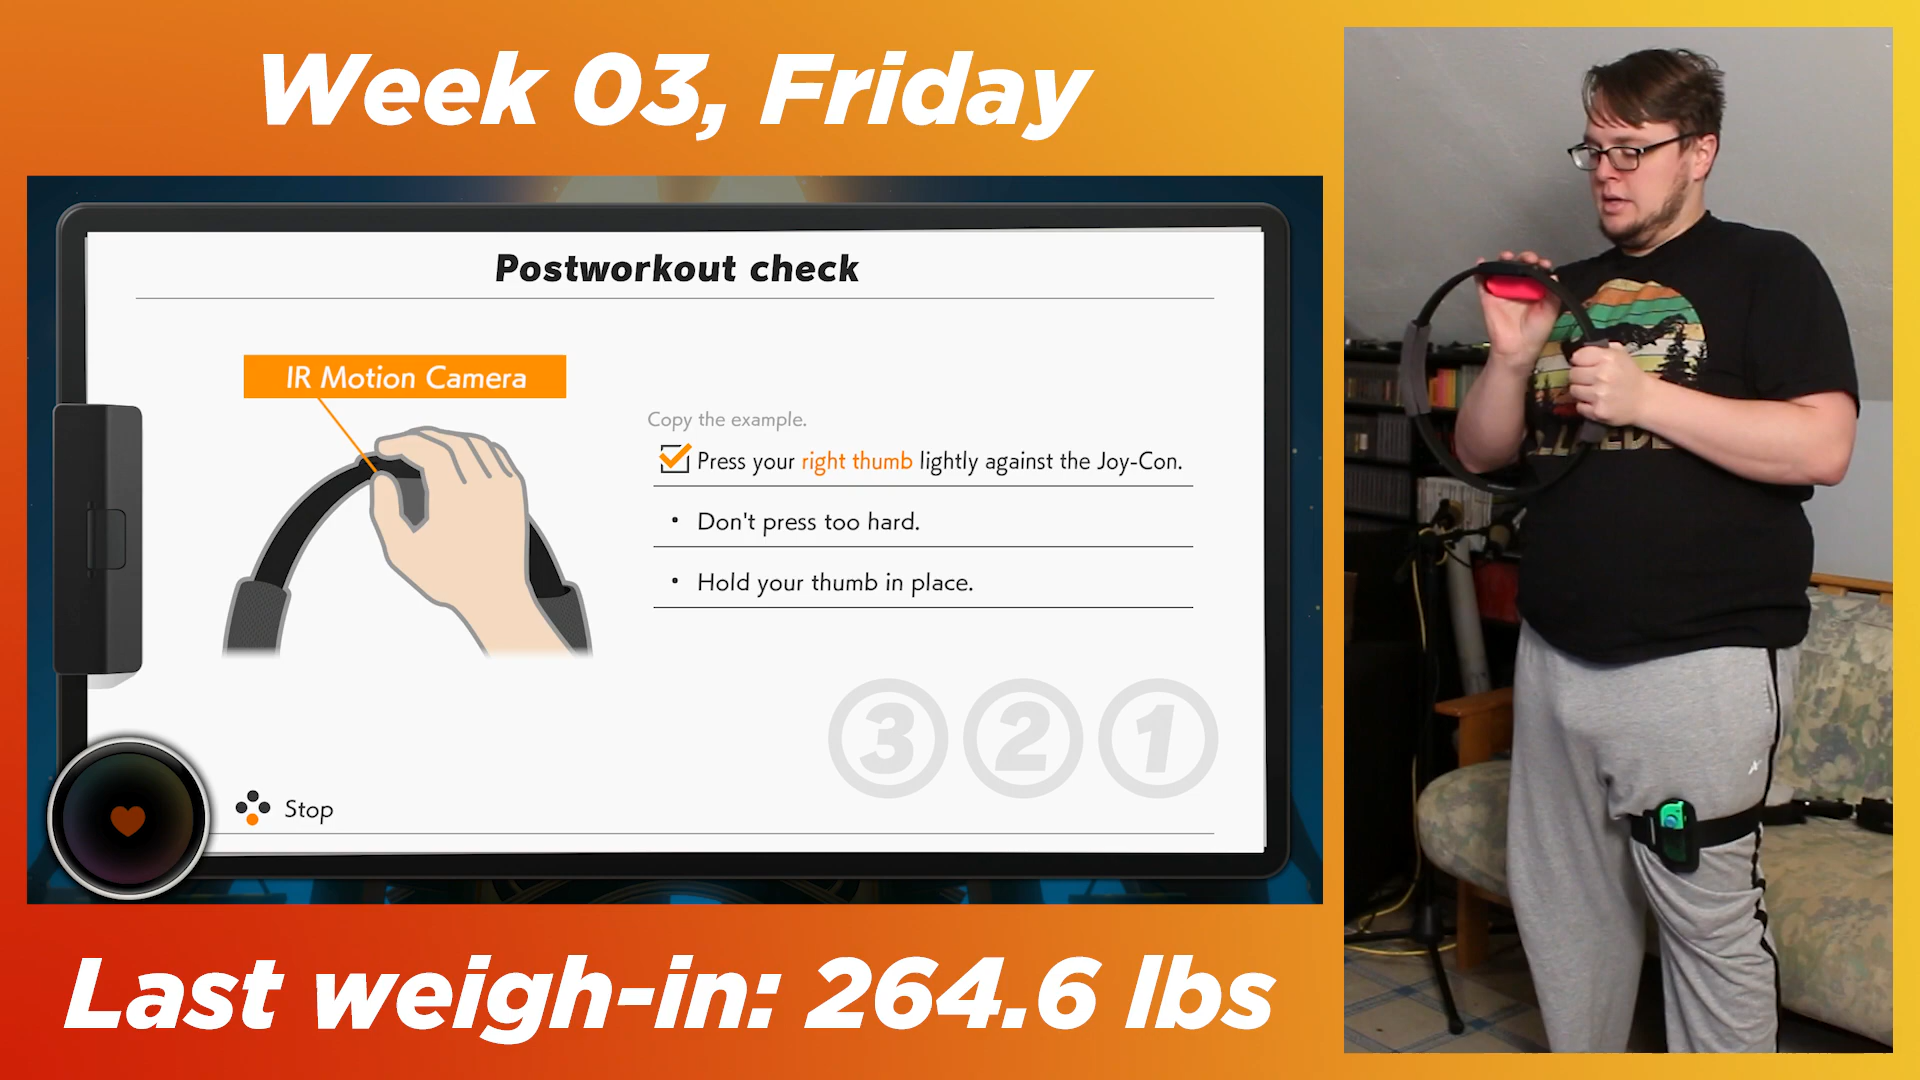 Week 03, Friday
Postworkout check
IR Motion Camera
Copy the example.
Press your right thumb lightly against the Joy-Con.
• Don't press too hard.
• Hold your thumb in place.
3 2 1
Stop
Last weigh-in: 264.6 lbs